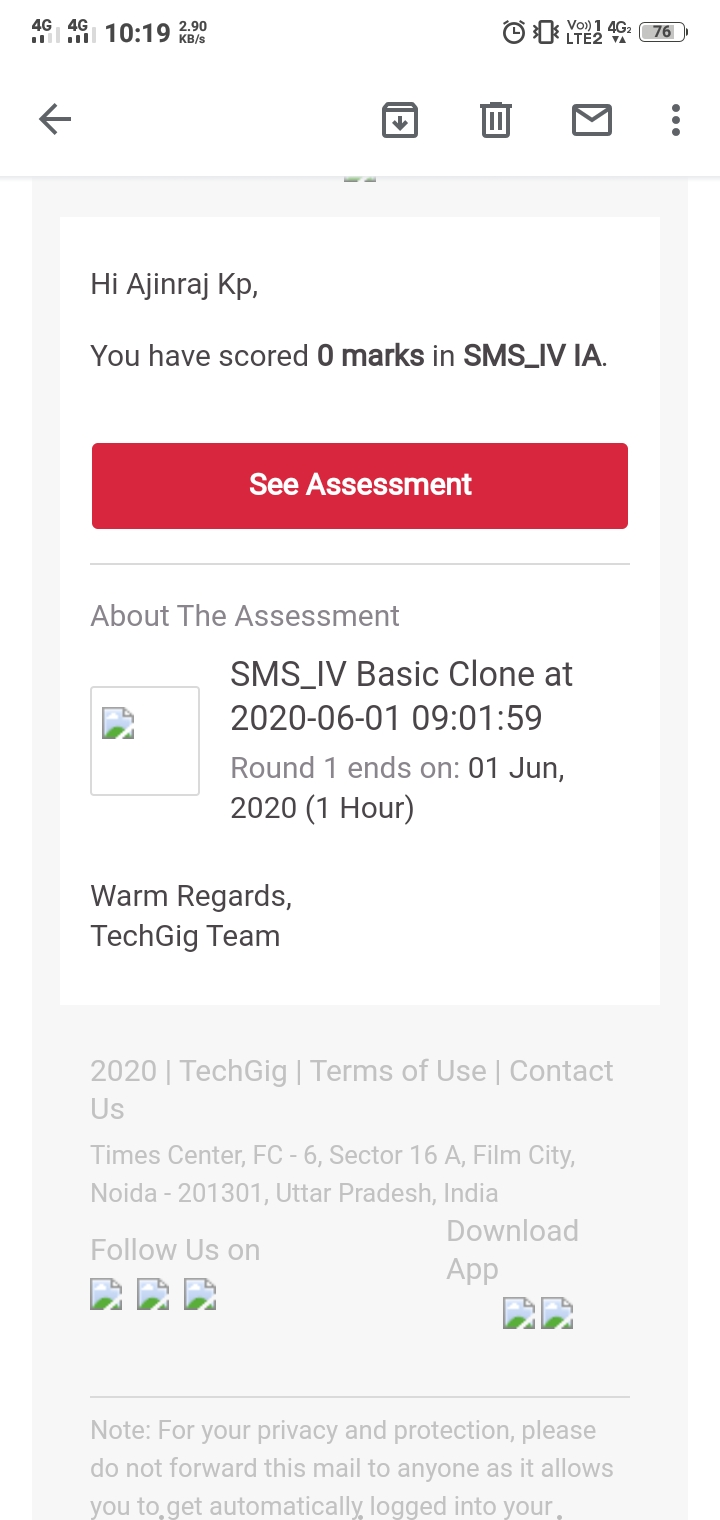 4G 4G 10:19 2.90 KB/s Vo)) 1 LTE2 4G2 76
Hi Ajinraj Kp,
You have scored 0 marks in SMS_IV IA.
See Assessment
About The Assessment
SMS_IV Basic Clone at
2020-06-01 09:01:59
Round 1 ends on: 01 Jun,
2020 (1 Hour)
Warm Regards,
TechGig Team
2020 | TechGig | Terms of Use | Contact
Us
Times Center, FC - 6, Sector 16 A, Film City,
Noida - 201301, Uttar Pradesh, India
Follow Us on
Download
App
Note: For your privacy and protection, please
do not forward this mail to anyone as it allows
you to get automatically logged into your